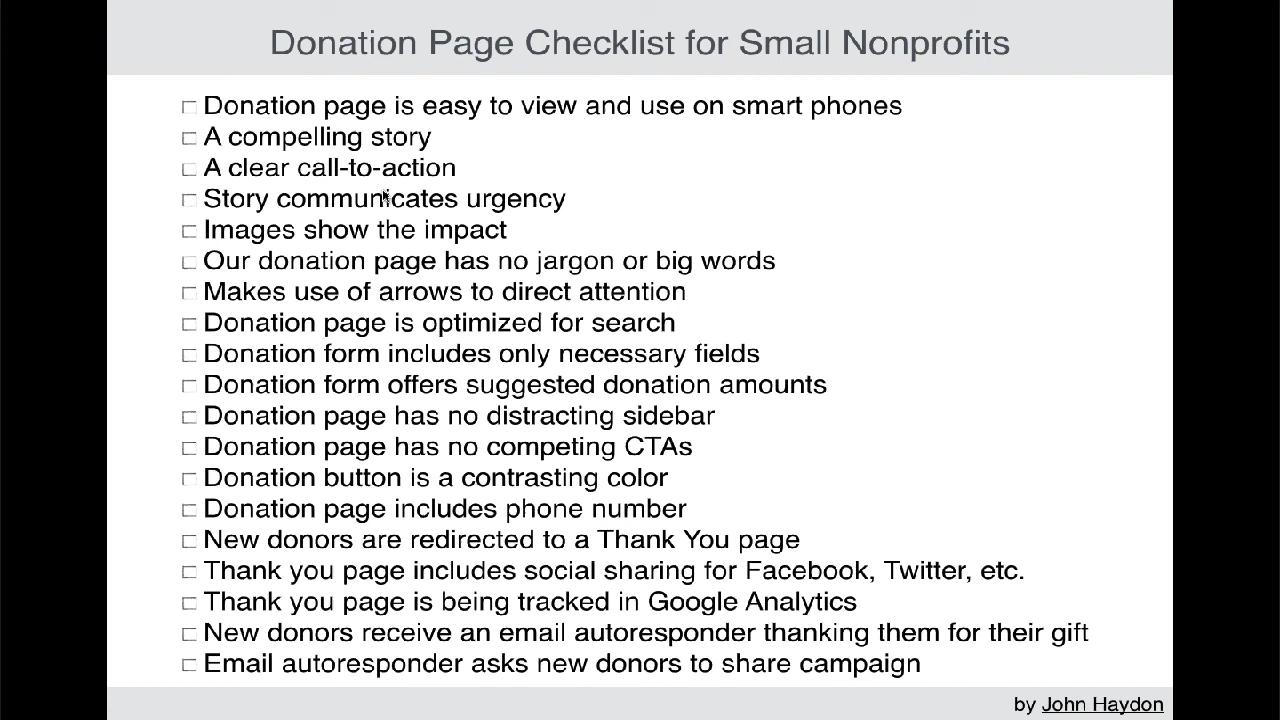 Donation Page Checklist for Small Nonprofits
Donation page is easy to view and use on smart phones
A compelling story
A clear call-to-action
Story communicates urgency
Images show the impact
Our donation page has no jargon or big words
Makes use of arrows to direct attention
Donation page is optimized for search
Donation form includes only necessary fields
Donation form offers suggested donation amounts
Donation page has no distracting sidebar
Donation page has no competing CTAs
Donation button is a contrasting color
Donation page includes phone number
New donors are redirected to a Thank You page
Thank you page includes social sharing for Facebook, Twitter, etc.
Thank you page is being tracked in Google Analytics
New donors receive an email autoresponder thanking them for their gift
Email autoresponder asks new donors to share campaign
by John Haydon